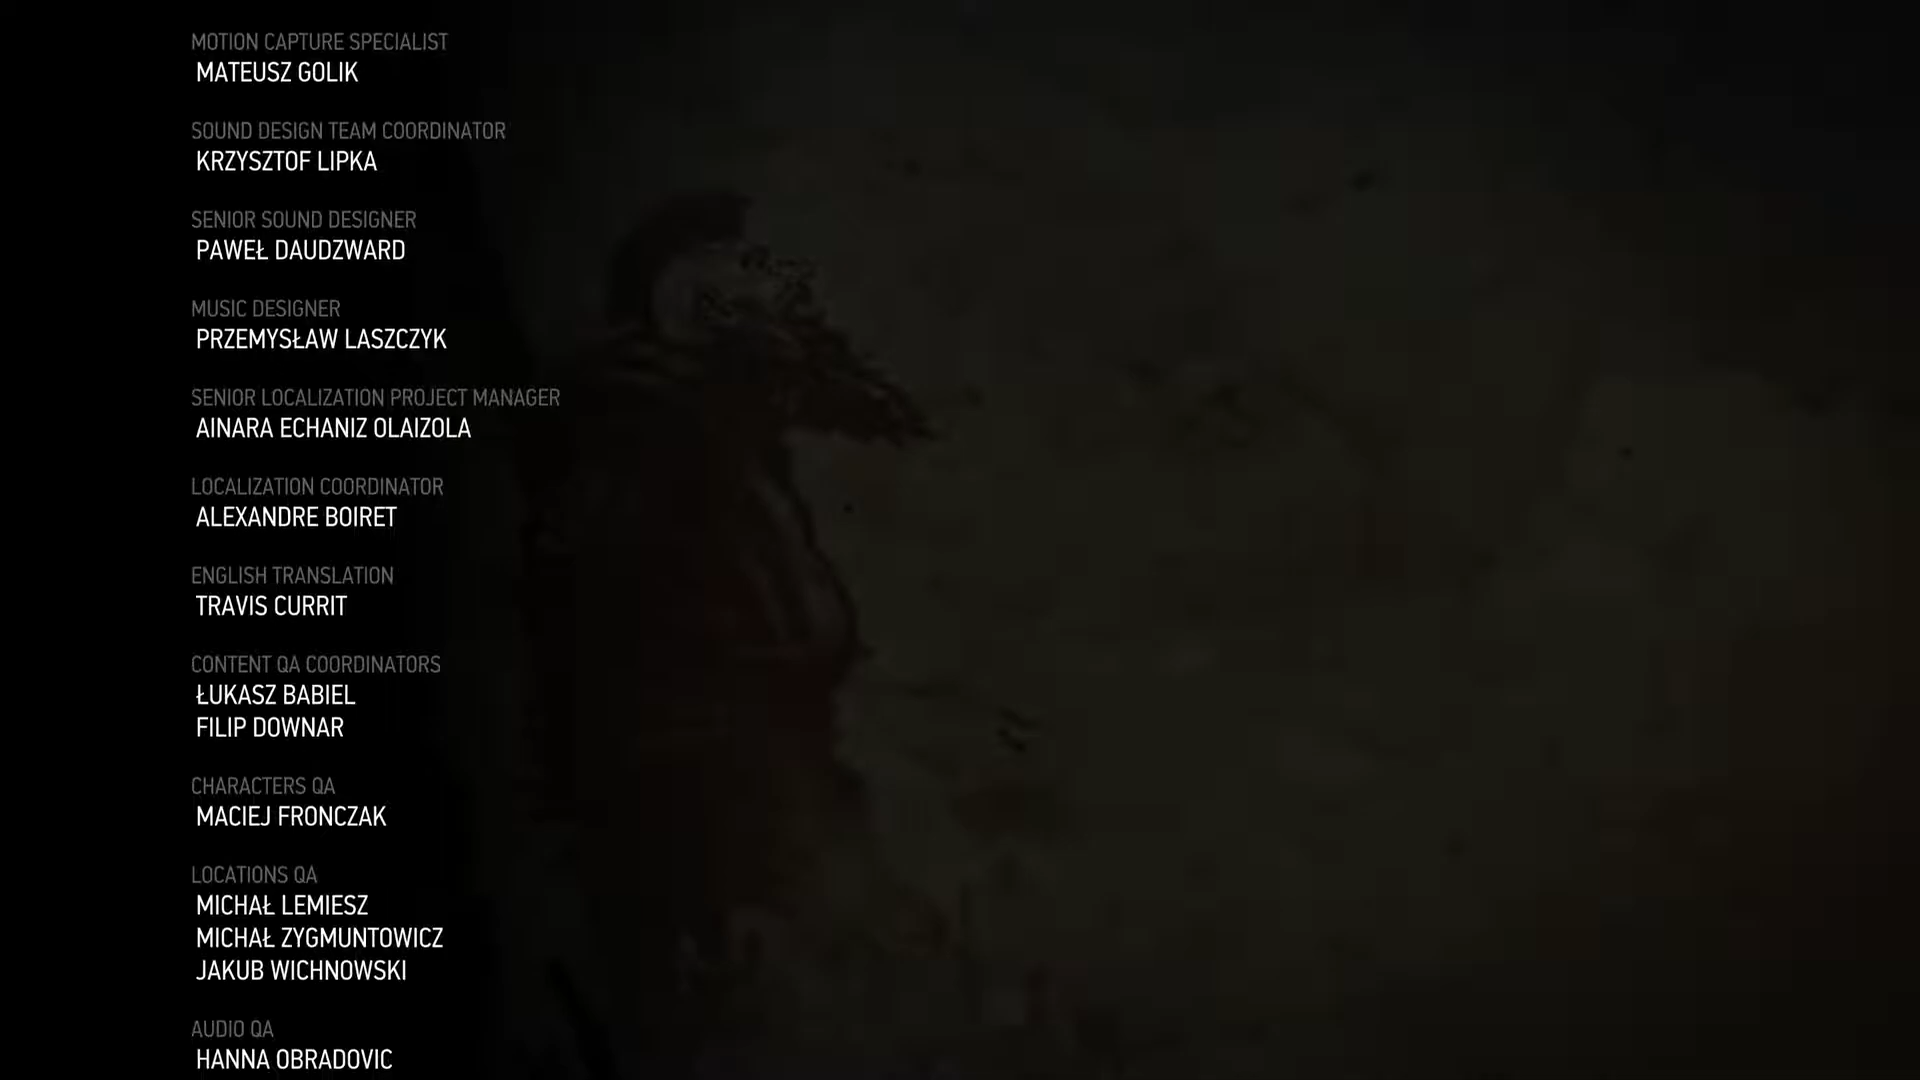 MOTION CAPTURE SPECIALIST
MATEUSZ GOLIK
SOUND DESIGN TEAM COORDINATOR
KRZYSZTOF LIPKA
SENIOR SOUND DESIGNER
PAWEŁ DAUDZWARD
MUSIC DESIGNER
PRZEMYSŁAW LASZCZYK
SENIOR LOCALIZATION PROJECT MANAGER
AINARA ECHANIZ OLAIZOLA
LOCALIZATION COORDINATOR
ALEXANDRE BOIRET
ENGLISH TRANSLATION
TRAVIS CURRIT
CONTENT QA COORDINATORS
ŁUKASZ BABIEL
FILIP DOWNAR
CHARACTERS QA
MACIEJ FRONCZAK
LOCATIONS QA
MICHAŁ LEMIESZ
MICHAŁ ZYGMUNTOWICZ
JAKUB WICHNOWSKI
AUDIO QA
HANNA OBRADOVIC